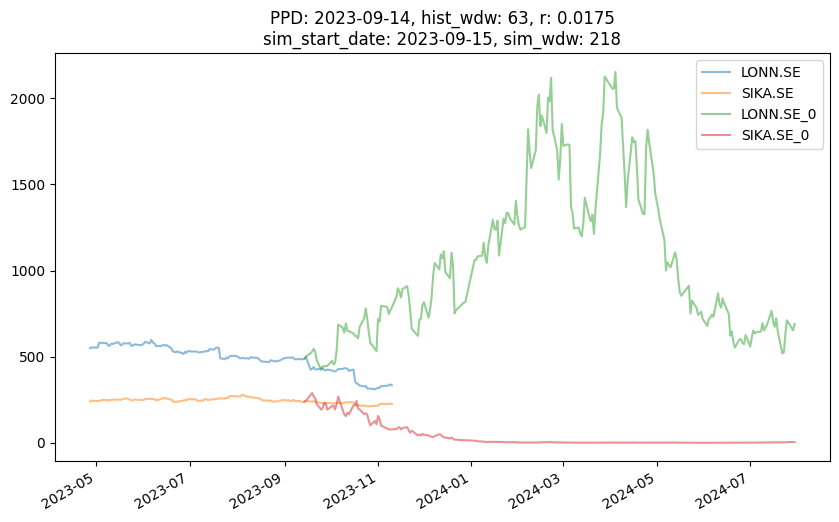 PPD: 2023-09-14, hist_wdw: 63, r: 0.0175
sim_start_date: 2023-09-15, sim_wdw: 218
LONN.SE
SIKA.SE
LONN.SE_0
SIKA.SE_0
2000
1500
1000
500
0
2023-05
2023-07
2023-09
2023-11
2024-01
2024-03
2024-05
2024-07